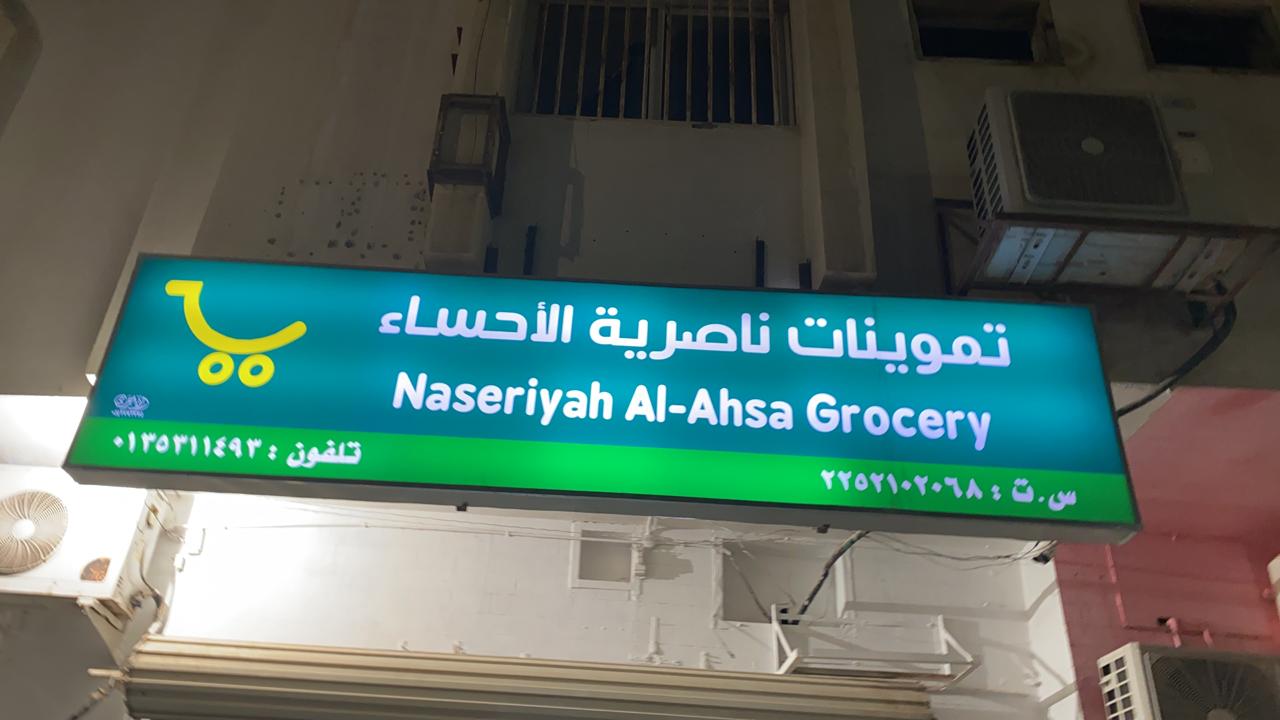 تموينات ناصرية الأحساء
Naseriyah Al-Ahsa Grocery
س.ت : ٢٢٥٢١٠٢٠٦٨
تلفون : ٠١٣٥٣١١٤٩٣